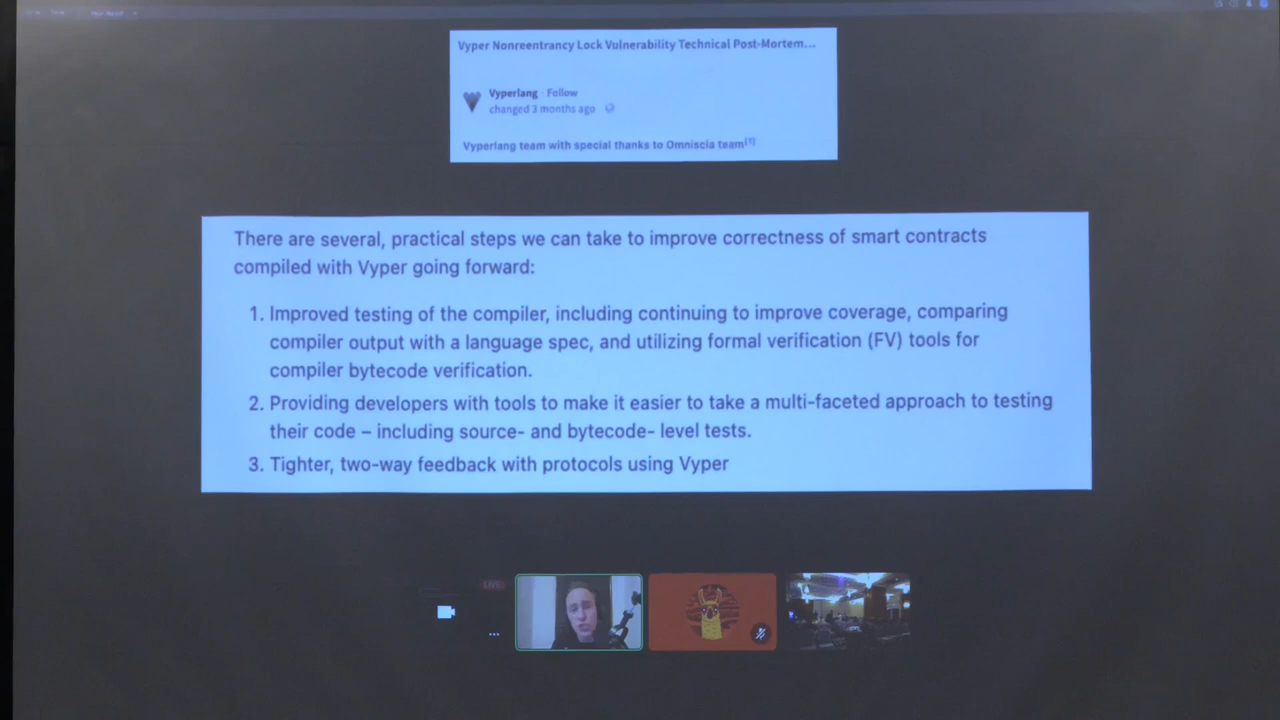 Vyper Nonreentrancy Lock Vulnerability Technical Post-Mortem...
Vyperlang · Follow
changed 3 months ago
Vyperlang team with special thanks to Omniscia team[1]
There are several, practical steps we can take to improve correctness of smart contracts
compiled with Vyper going forward:
1. Improved testing of the compiler, including continuing to improve coverage, comparing
compiler output with a language spec, and utilizing formal verification (FV) tools for
compiler bytecode verification.
2. Providing developers with tools to make it easier to take a multi-faceted approach to testing
their code – including source- and bytecode- level tests.
3. Tighter, two-way feedback with protocols using Vyper
LIVE